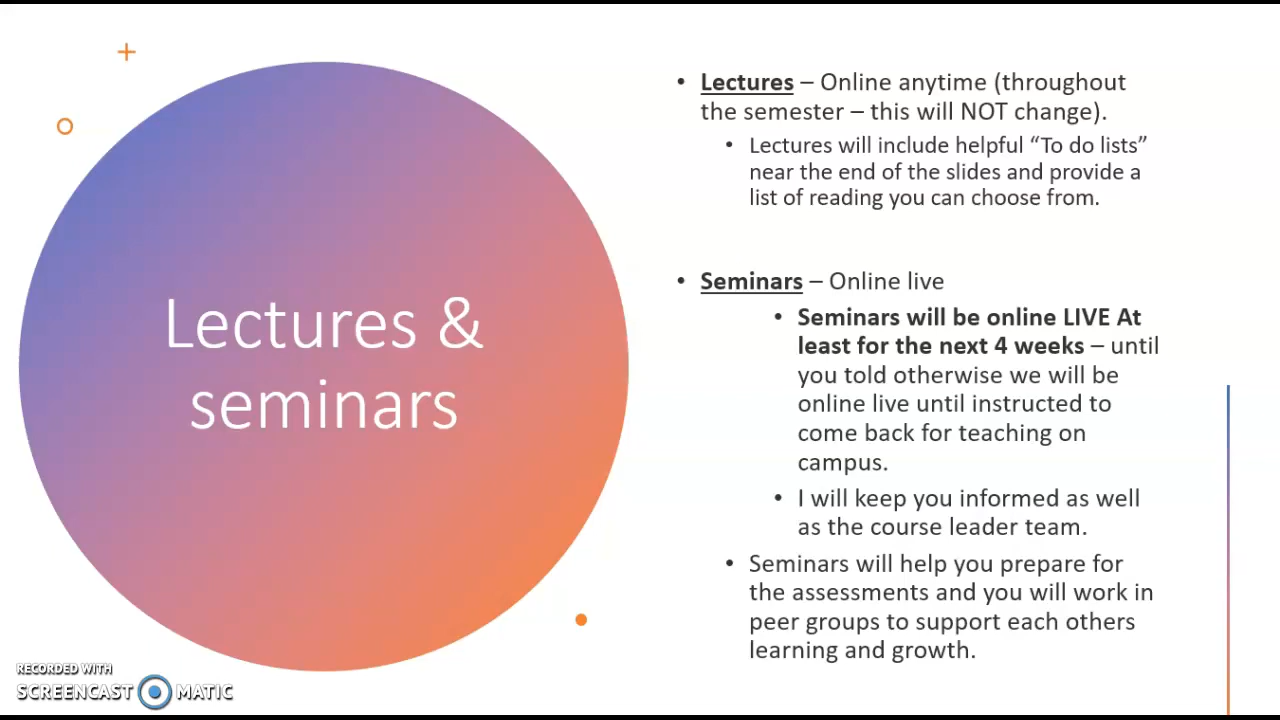 Lectures &
seminars
• Lectures – Online anytime (throughout
the semester – this will NOT change).
• Lectures will include helpful “To do lists”
near the end of the slides and provide a
list of reading you can choose from.
• Seminars – Online live
• Seminars will be online LIVE At
least for the next 4 weeks – until
you told otherwise we will be
online live until instructed to
come back for teaching on
campus.
• I will keep you informed as well
as the course leader team.
• Seminars will help you prepare for
the assessments and you will work in
peer groups to support each others
learning and growth.
RECORDED WITH
SCREENCAST MATIC